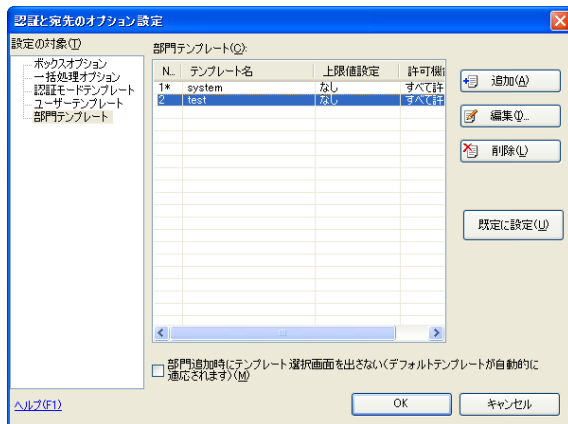 認証と宛先のオプション設定
設定の対象(T)
ボックスオプション
一括処理オプション
認証モードテンプレート
ユーザーテンプレート
部門テンプレート
部門テンプレート(C):
N... テンプレート名 上限値設定 許可機
1* system なし すべて許
2 test なし すべて許
追加(A)
編集(I)...
削除(L)
既定に設定(U)
部門追加時にテンプレート選択画面を出さない(デフォルトテンプレートが自動的に
適応されます)(M)
ヘルプ(F1)
OK
キャンセル